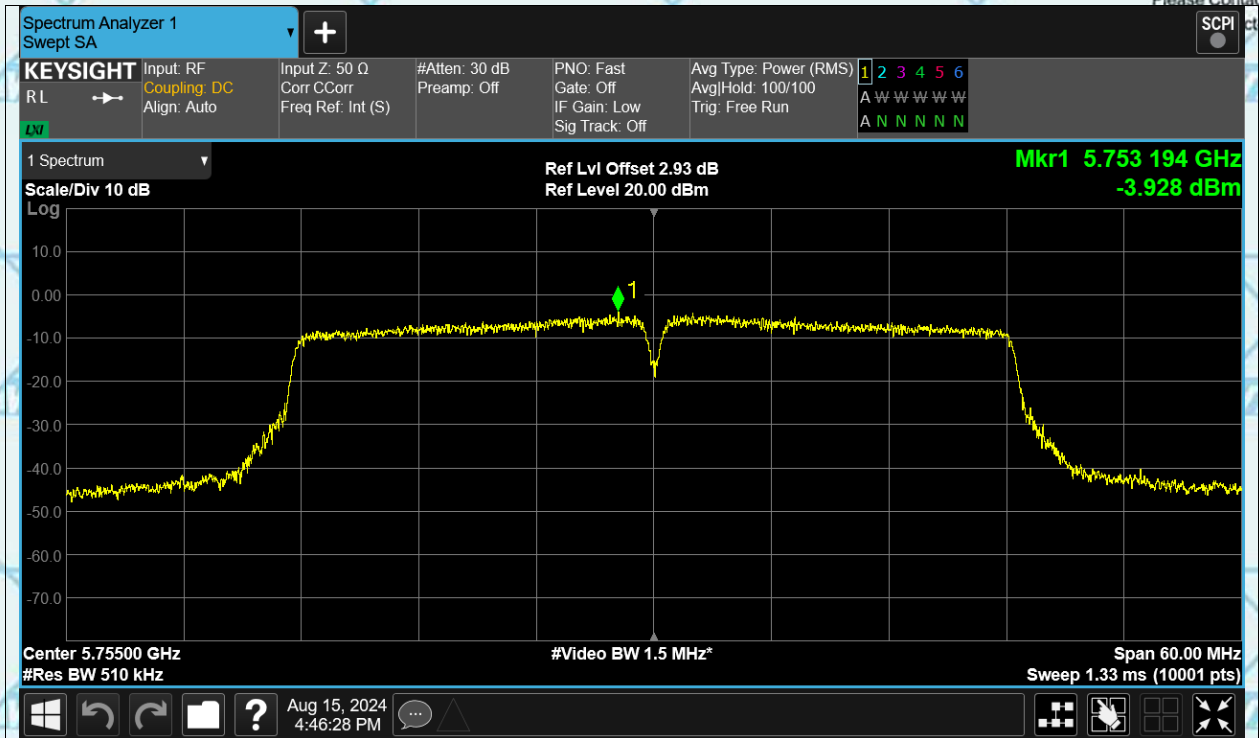 Please Contact
Spectrum Analyzer 1
Swept SA
SCPI
KEYSIGHT
RL
LXI
Input: RF
Coupling: DC
Align: Auto
Input Z: 50 Ω
Corr CCorr
Freq Ref: Int (S)
#Atten: 30 dB
Preamp: Off
PNO: Fast
Gate: Off
IF Gain: Low
Sig Track: Off
Avg Type: Power (RMS)
Avg|Hold: 100/100
Trig: Free Run
1 2 3 4 5 6
A W W W W W
A N N N N N
1 Spectrum
Scale/Div 10 dB
Log
Ref Lvl Offset 2.93 dB
Ref Level 20.00 dBm
Mkr1 5.753 194 GHz
-3.928 dBm
1
10.0
0.00
-10.0
-20.0
-30.0
-40.0
-50.0
-60.0
-70.0
Center 5.75500 GHz
#Res BW 510 kHz
#Video BW 1.5 MHz*
Span 60.00 MHz
Sweep 1.33 ms (10001 pts)
?
Aug 15, 2024
4:46:28 PM